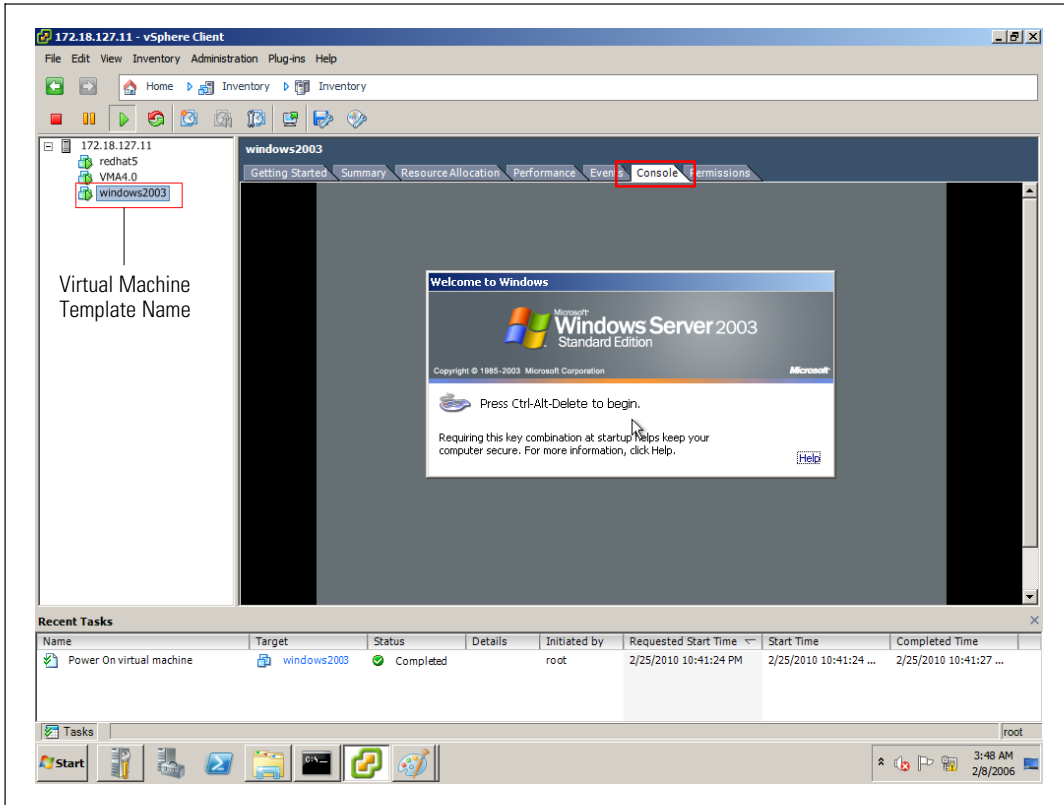 172.18.127.11 - vSphere Client
File Edit View Inventory Administration Plug-ins Help
Home Inventory Inventory
172.18.127.11
redhat5
VMA4.0
windows2003
Virtual Machine
Template Name
windows2003
Getting Started Summary Resource Allocation Performance Events Console Permissions
Welcome to Windows
Microsoft
Windows Server 2003
Standard Edition
Copyright © 1985-2003 Microsoft Corporation Microsoft
Press Ctrl-Alt-Delete to begin.
Requiring this key combination at startup helps keep your
computer secure. For more information, click Help.
Help
Recent Tasks
Name Target Status Details Initiated by Requested Start Time Start Time Completed Time
Power On virtual machine windows2003 Completed root 2/25/2010 10:41:24 PM 2/25/2010 10:41:24 ... 2/25/2010 10:41:27 ...
Tasks root
Start 3:48 AM
2/8/2006